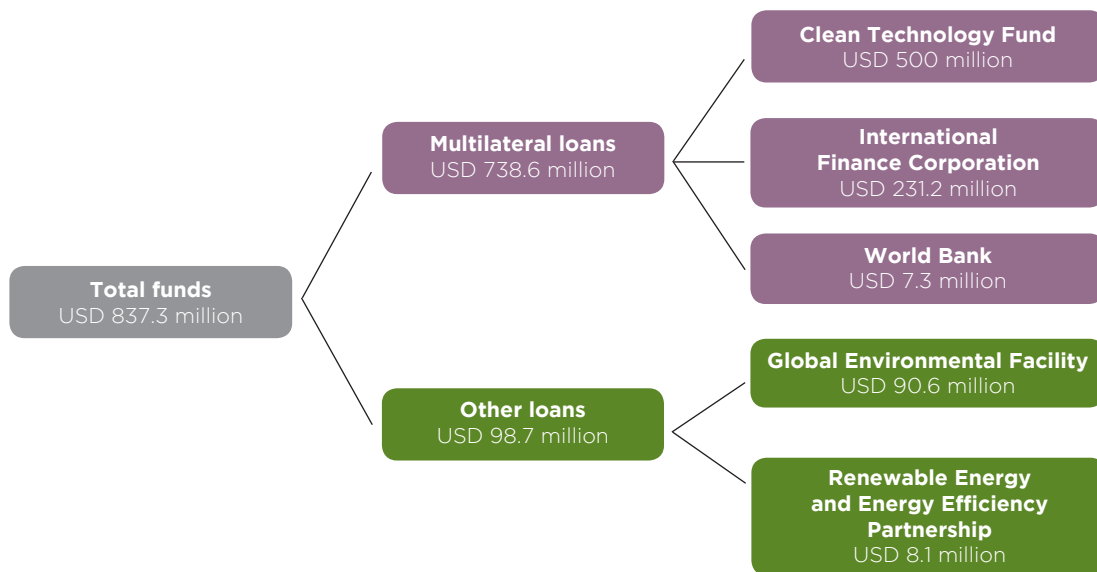 Total funds
USD 837.3 million
Multilateral loans
USD 738.6 million
Clean Technology Fund
USD 500 million
International
Finance Corporation
USD 231.2 million
World Bank
USD 7.3 million
Other loans
USD 98.7 million
Global Environmental Facility
USD 90.6 million
Renewable Energy
and Energy Efficiency
Partnership
USD 8.1 million